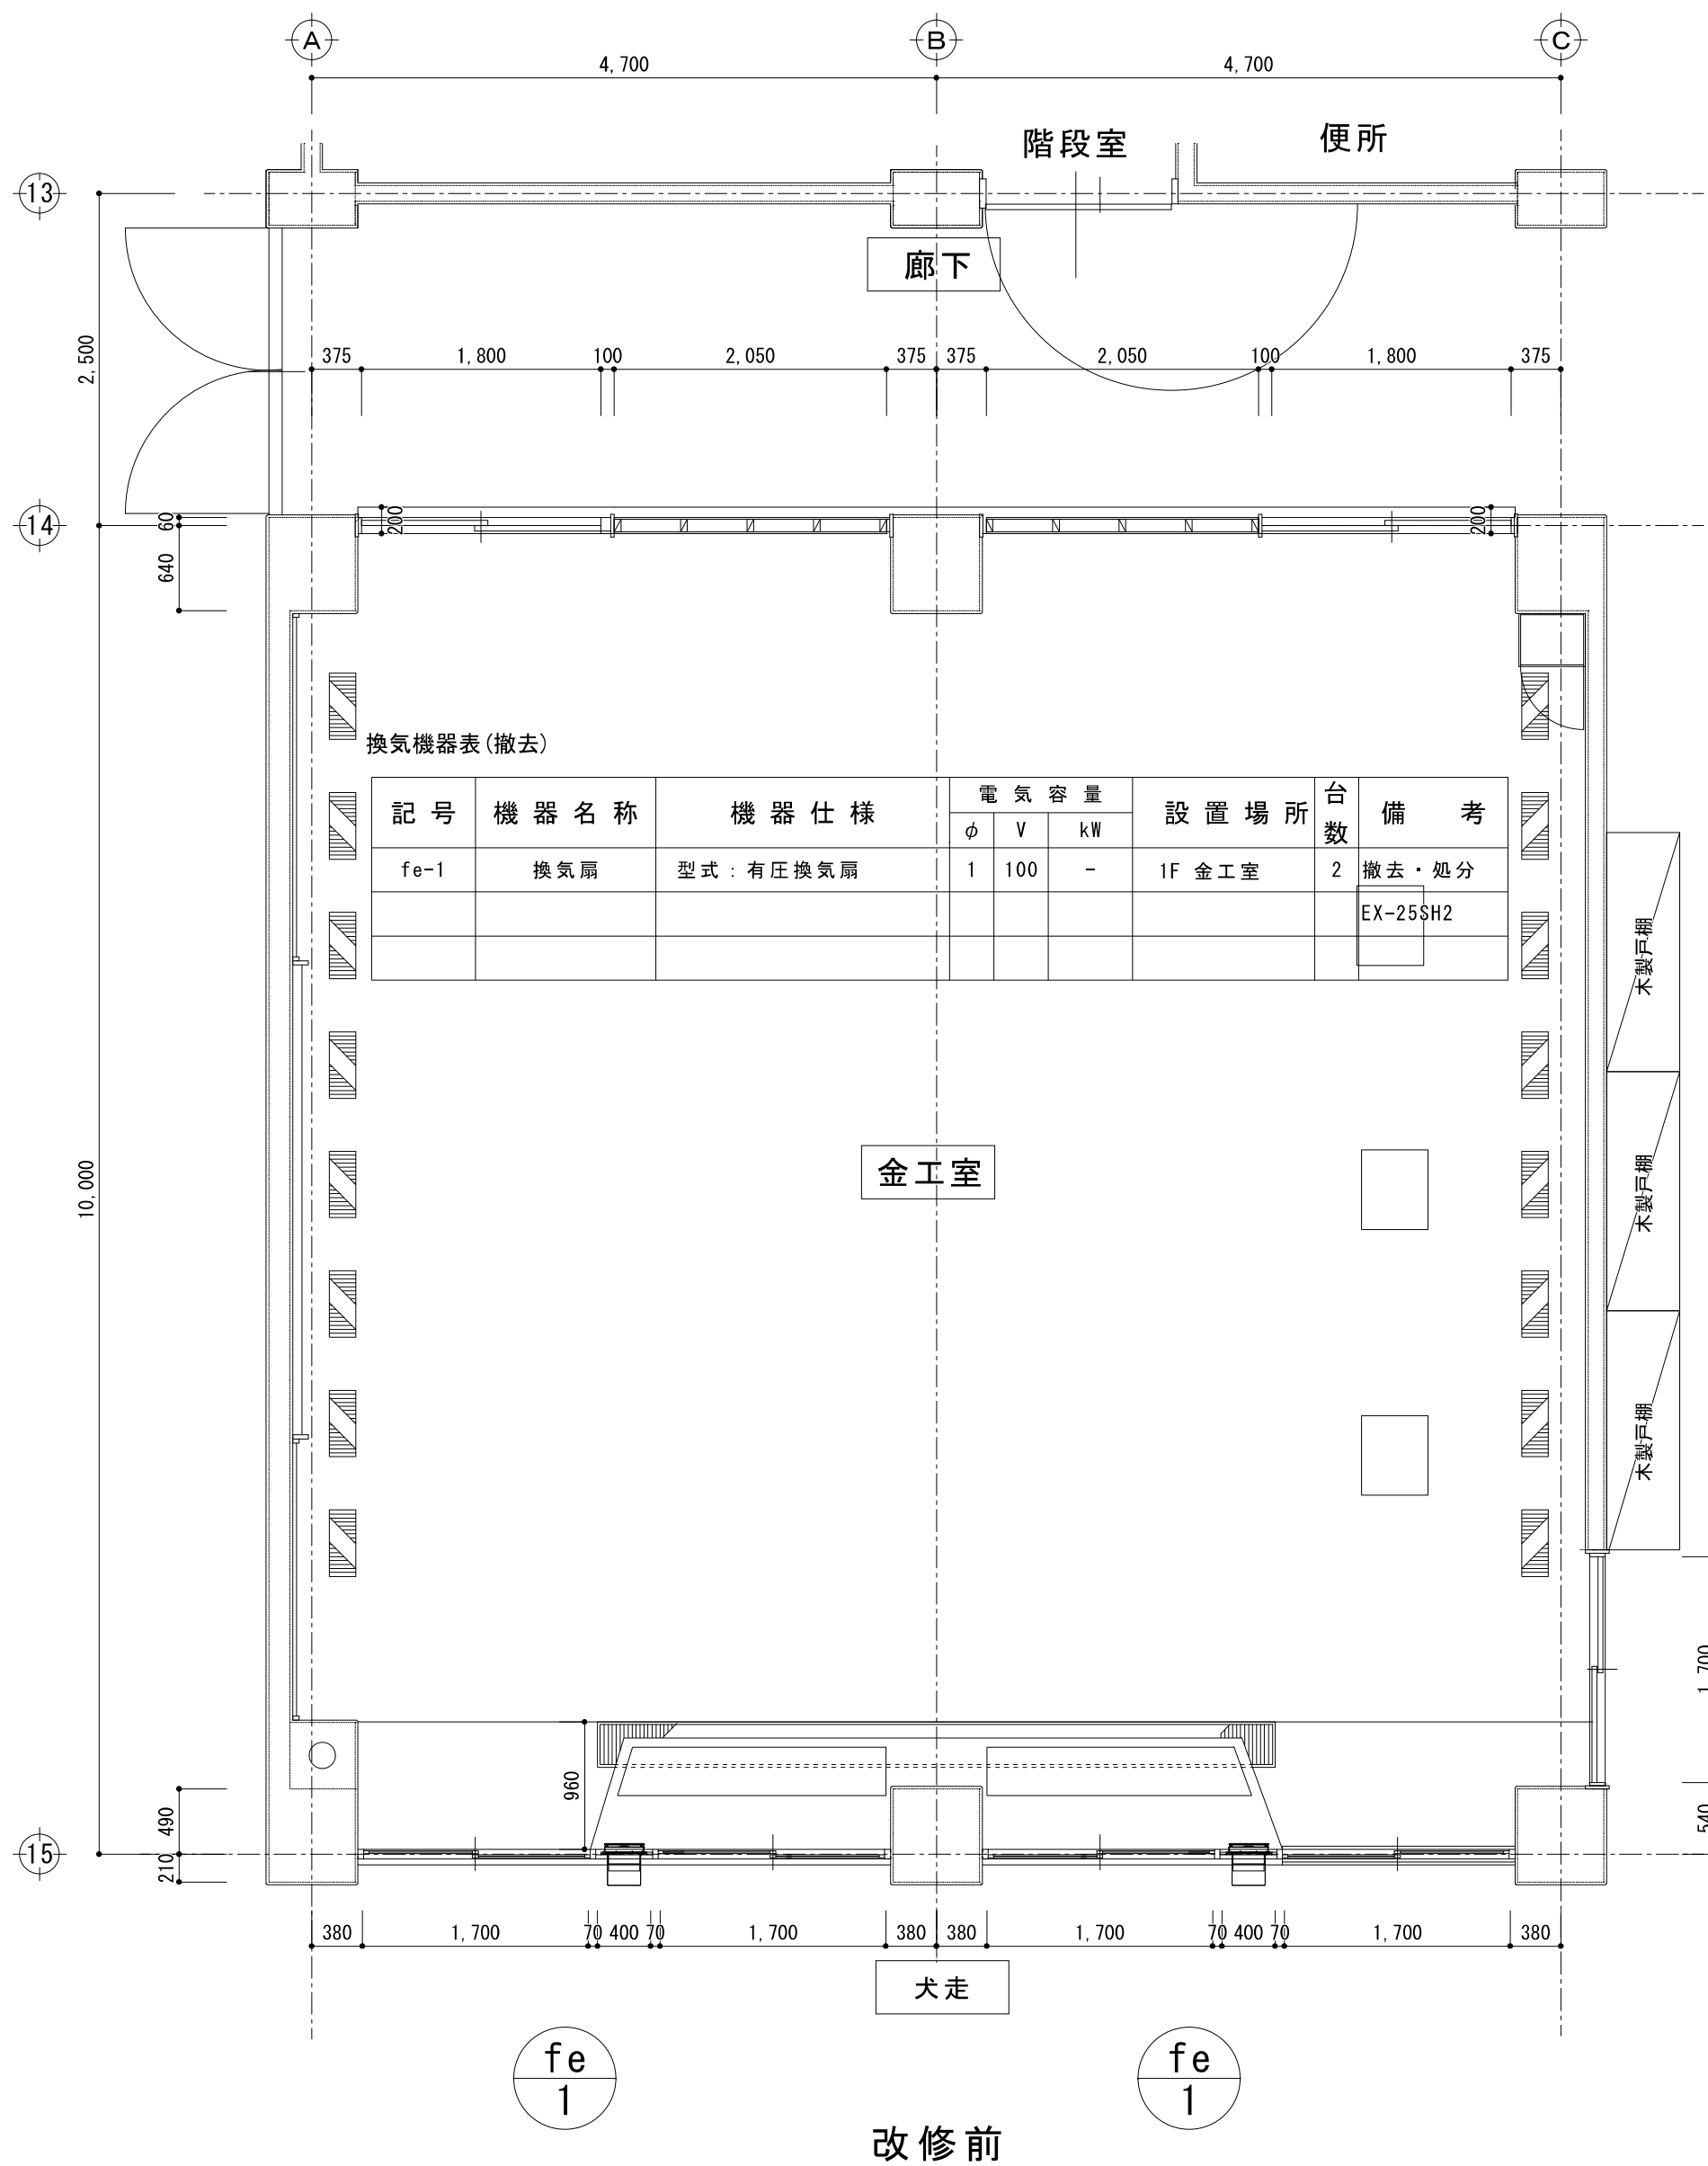 A B C
4,700 4,700
階段室 便所
13
廊下
2,500
375 1,800 100 2,050 375 375 2,050 100 1,800 375
14
60
200 200
640
換気機器表(撤去)
記号 機器名称 機器仕様 電気容量 設置場所 台数 備考
φ V kW
fe-1 換気扇 型式:有圧換気扇 1 100 - 1F 金工室 2 撤去・処分
EX-25SH2
木製戸棚
10,000
金工室
木製戸棚
木製戸棚
1,700
960
490
540
15
210
380 1,700 70 400 70 1,700 380 380 1,700 70 400 70 1,700 380
犬走
fe fe
1 1
改修前